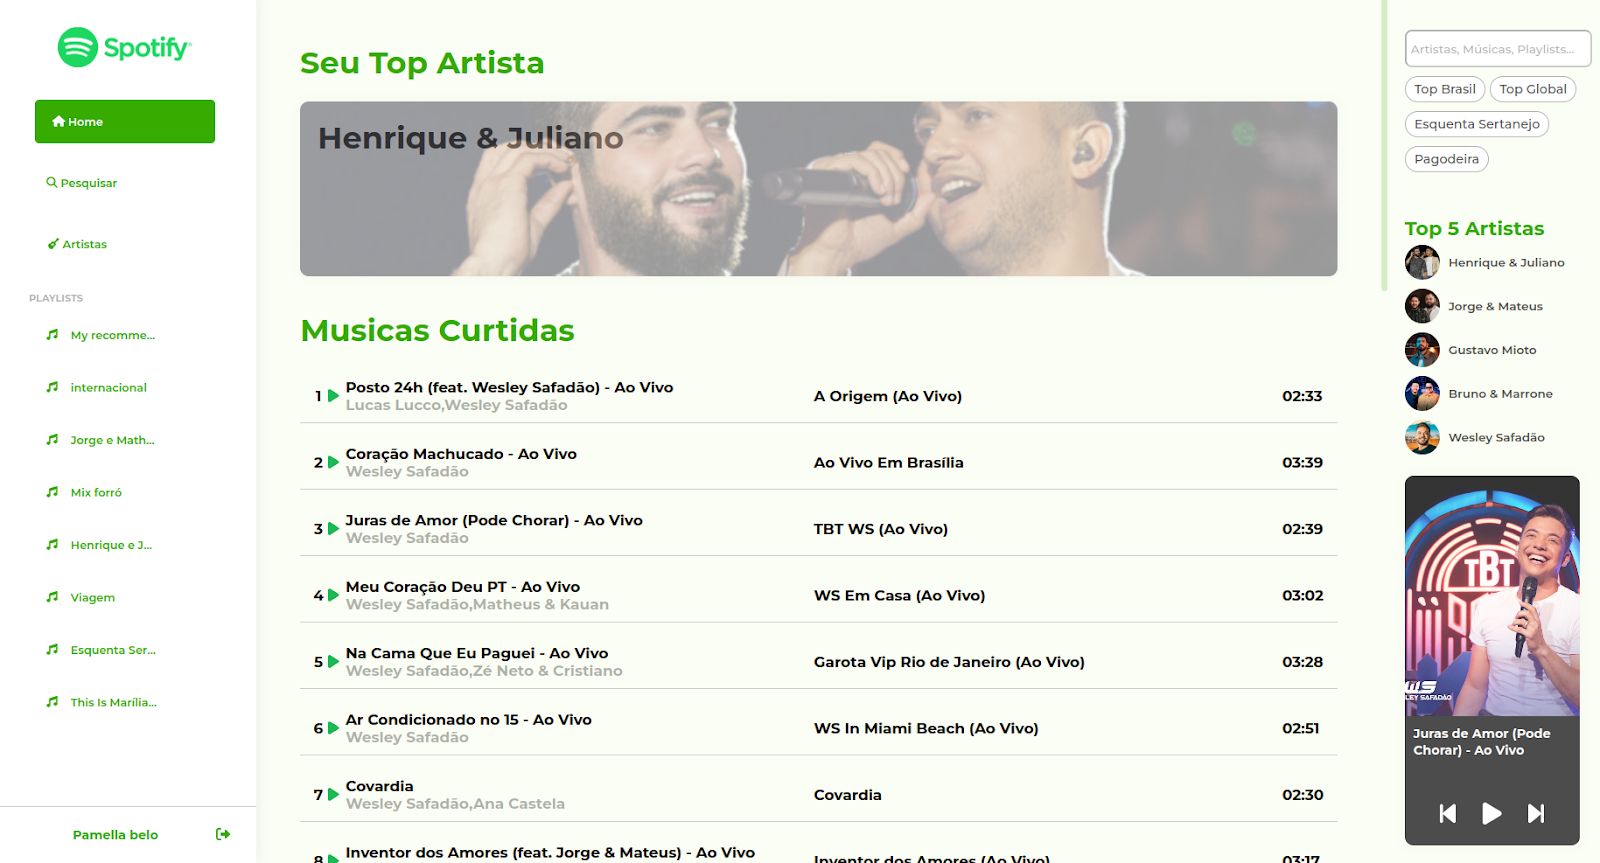 Spotify
Home
Pesquisar
Artistas
PLAYLISTS
My recomme...
internacional
Jorge e Math...
Mix forró
Henrique e J...
Viagem
Esquenta Ser...
This Is Marília...
Pamella belo
Seu Top Artista
Henrique & Juliano
Musicas Curtidas
1 Posto 24h (feat. Wesley Safadão) - Ao Vivo
Lucas Lucco,Wesley Safadão
A Origem (Ao Vivo)
02:33
2 Coração Machucado - Ao Vivo
Wesley Safadão
Ao Vivo Em Brasília
03:39
3 Juras de Amor (Pode Chorar) - Ao Vivo
Wesley Safadão
TBT WS (Ao Vivo)
02:39
4 Meu Coração Deu PT - Ao Vivo
Wesley Safadão,Matheus & Kauan
WS Em Casa (Ao Vivo)
03:02
5 Na Cama Que Eu Paguei - Ao Vivo
Wesley Safadão,Zé Neto & Cristiano
Garota Vip Rio de Janeiro (Ao Vivo)
03:28
6 Ar Condicionado no 15 - Ao Vivo
Wesley Safadão
WS In Miami Beach (Ao Vivo)
02:51
7 Covardia
Wesley Safadão,Ana Castela
Covardia
02:30
8 Inventor dos Amores (feat. Jorge & Mateus) - Ao Vivo
Inventor dos Amores (Ao Vivo)
03:17
Artistas, Músicas, Playlists...
Top Brasil
Top Global
Esquenta Sertanejo
Pagodeira
Top 5 Artistas
Henrique & Juliano
Jorge & Mateus
Gustavo Mioto
Bruno & Marrone
Wesley Safadão
TBT
WS
LEY SAFADÃO
Juras de Amor (Pode
Chorar) - Ao Vivo